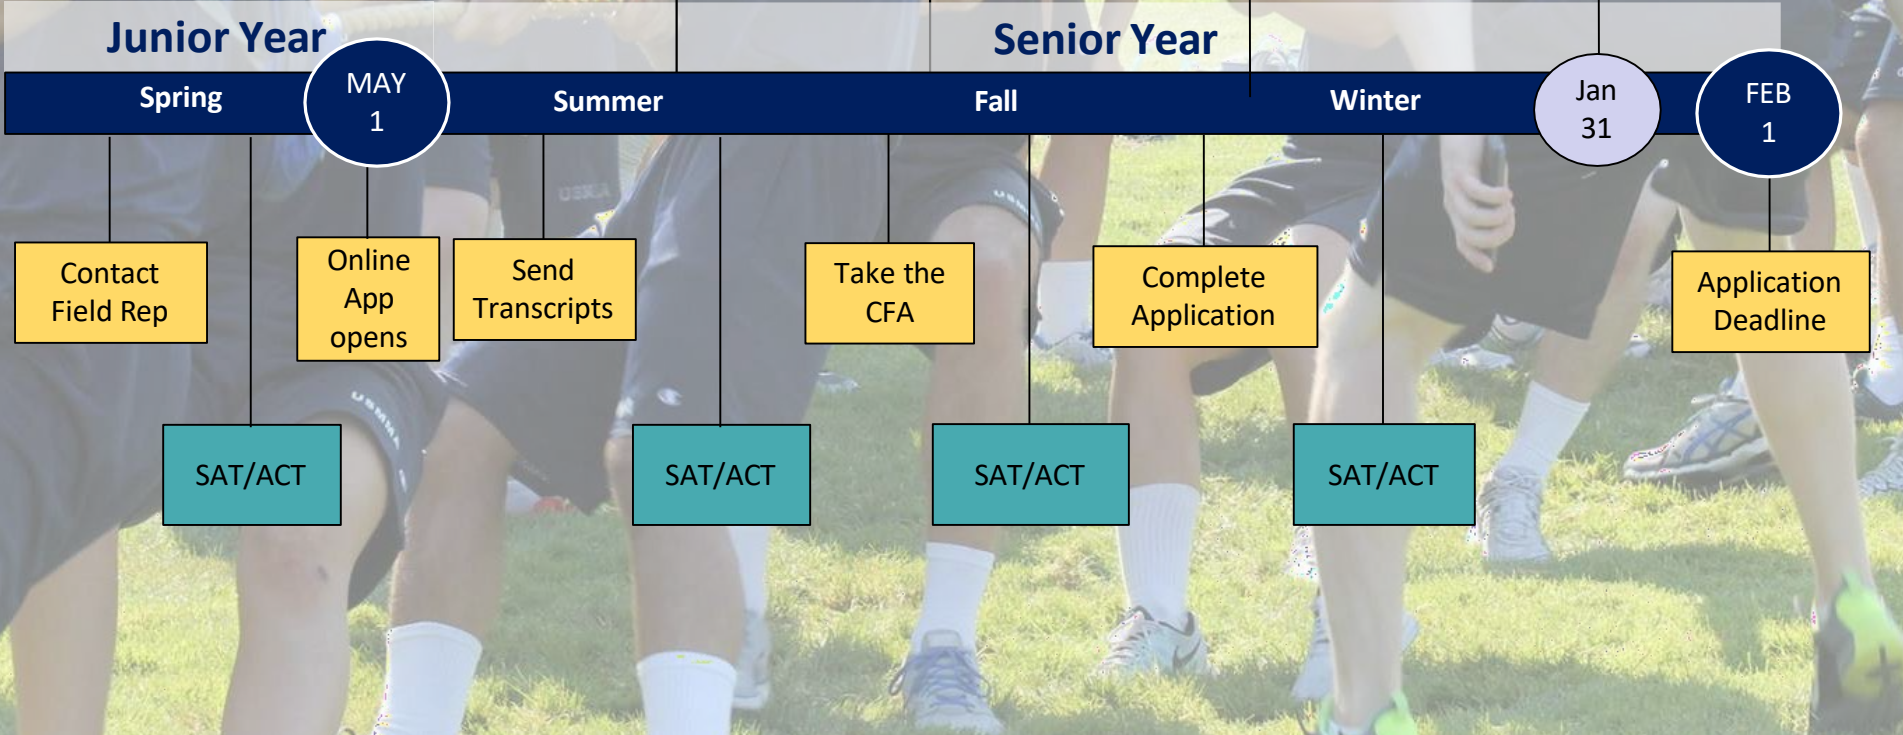 Junior Year
Senior Year
Spring
MAY
1
Summer
Fall
Winter
Jan
31
FEB
1
Contact
Field Rep
Online
App
opens
Send
Transcripts
Take the
CFA
Complete
Application
Application
Deadline
SAT/ACT
SAT/ACT
SAT/ACT
SAT/ACT
USMMA